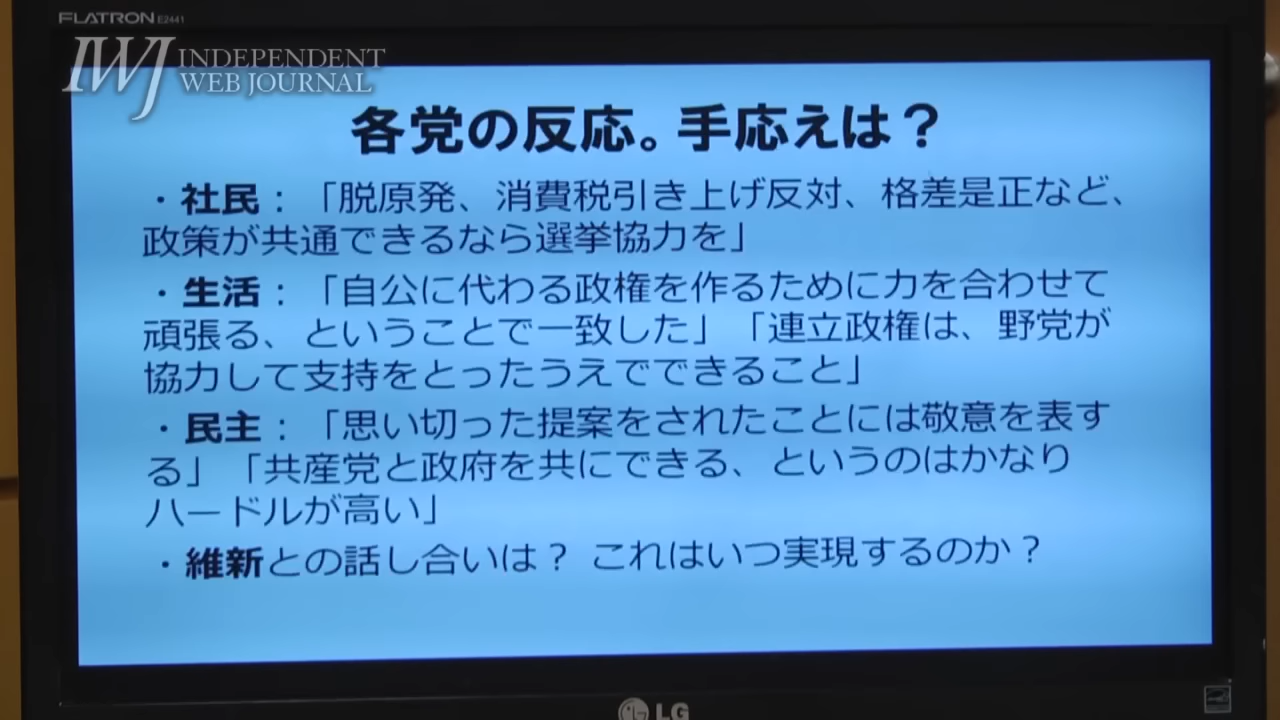 FLATRON E2441
IWJ INDEPENDENT
WEB JOURNAL
各党の反応。手応えは？
・社民：「脱原発、消費税引き上げ反対、格差是正など、
政策が共通できるなら選挙協力を」
・生活：「自公に代わる政権を作るために力を合わせて
頑張る、ということで一致した」「連立政権は、野党が
協力して支持をとったうえでできること」
・民主：「思い切った提案をされたことには敬意を表す
る」「共産党と政府を共にできる、というのはかなり
ハードルが高い」
・維新との話し合いは？ これはいつ実現するのか？
LG